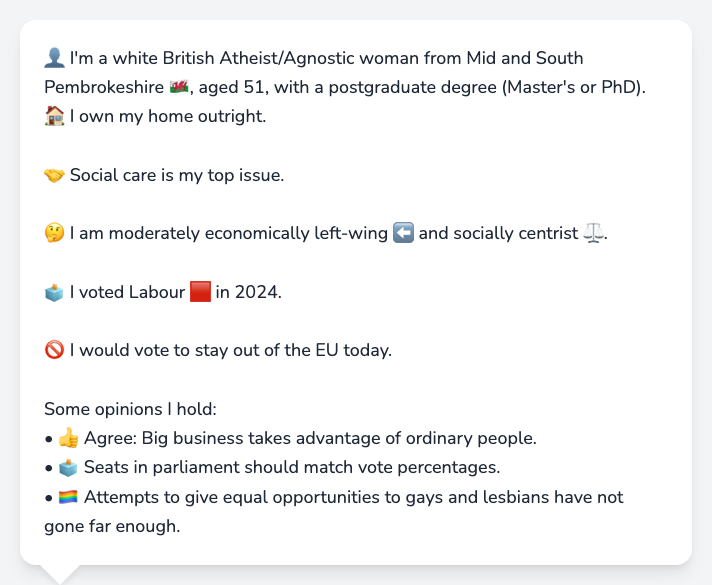 👤 I'm a white British Atheist/Agnostic woman from Mid and South
Pembrokeshire 🏴󠁧󠁢󠁷󠁬󠁳󠁿, aged 51, with a postgraduate degree (Master's or PhD).
🏠 I own my home outright.
🤝 Social care is my top issue.
🤔 I am moderately economically left-wing ⬅️ and socially centrist ⚖️.
🗳️ I voted Labour 🟥 in 2024.
🚫 I would vote to stay out of the EU today.
Some opinions I hold:
• 👍 Agree: Big business takes advantage of ordinary people.
• 🗳️ Seats in parliament should match vote percentages.
• 🏳️‍🌈 Attempts to give equal opportunities to gays and lesbians have not
gone far enough.